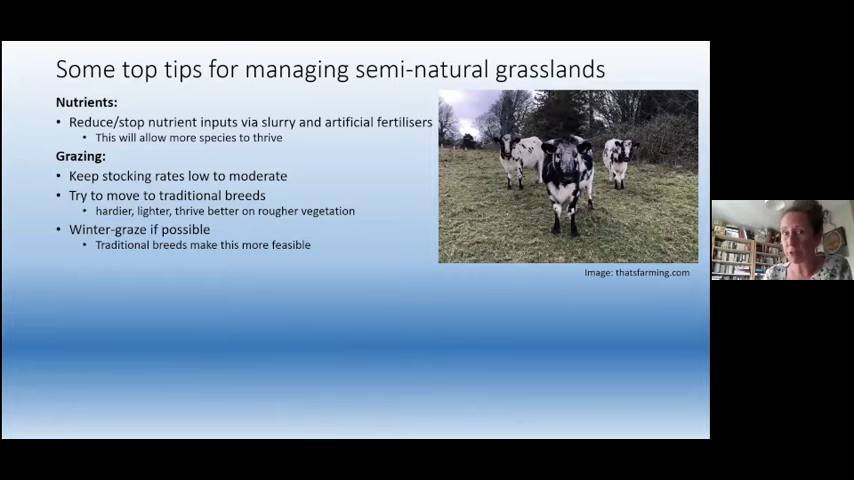 Some top tips for managing semi-natural grasslands
Nutrients:
• Reduce/stop nutrient inputs via slurry and artificial fertilisers
• This will allow more species to thrive
Grazing:
• Keep stocking rates low to moderate
• Try to move to traditional breeds
• hardier, lighter, thrive better on rougher vegetation
• Winter-graze if possible
• Traditional breeds make this more feasible
Image: thatsfarming.com